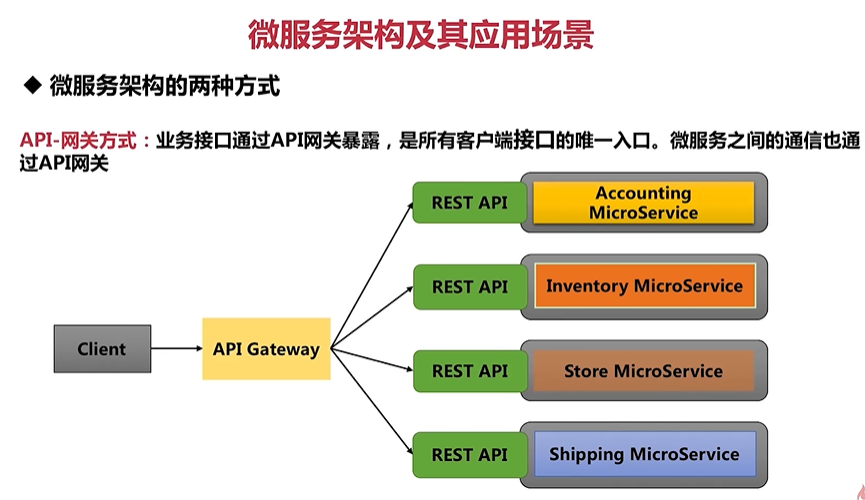 微服务架构及其应用场景
◆ 微服务架构的两种方式
API-网关方式：业务接口通过API网关暴露，是所有客户端接口的唯一入口。微服务之间的通信也通
过API网关
REST API
Accounting
MicroService
REST API
Inventory MicroService
Client
API Gateway
REST API
Store MicroService
REST API
Shipping MicroService